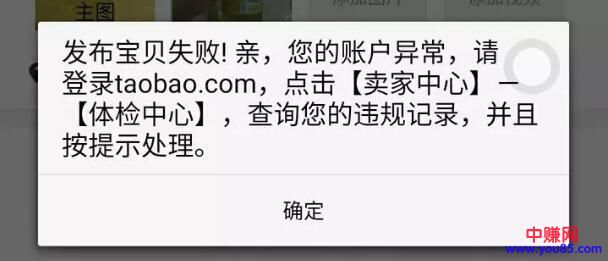 主图
添加图片
添加视频
发布宝贝失败! 亲，您的账户异常，请
登录taobao.com，点击【卖家中心】—
【体检中心】，查询您的违规记录，并且
按提示处理。
确定
中赚网
www.you85.com